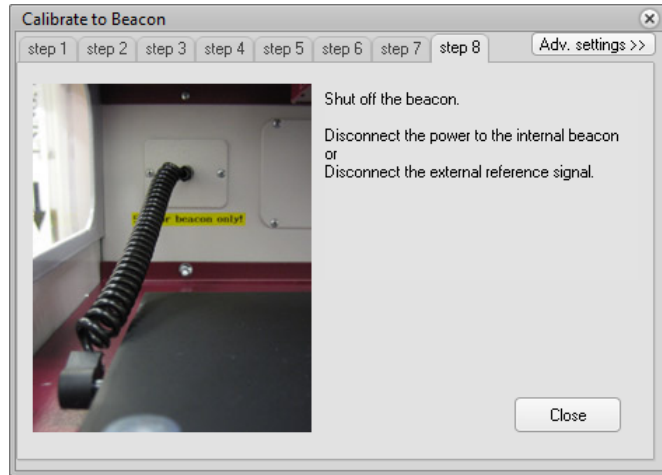 Calibrate to Beacon
step 1 step 2 step 3 step 4 step 5 step 6 step 7 step 8 Adv. settings >>
Shut off the beacon.
Disconnect the power to the internal beacon
or
Disconnect the external reference signal.
beacon only!
Close